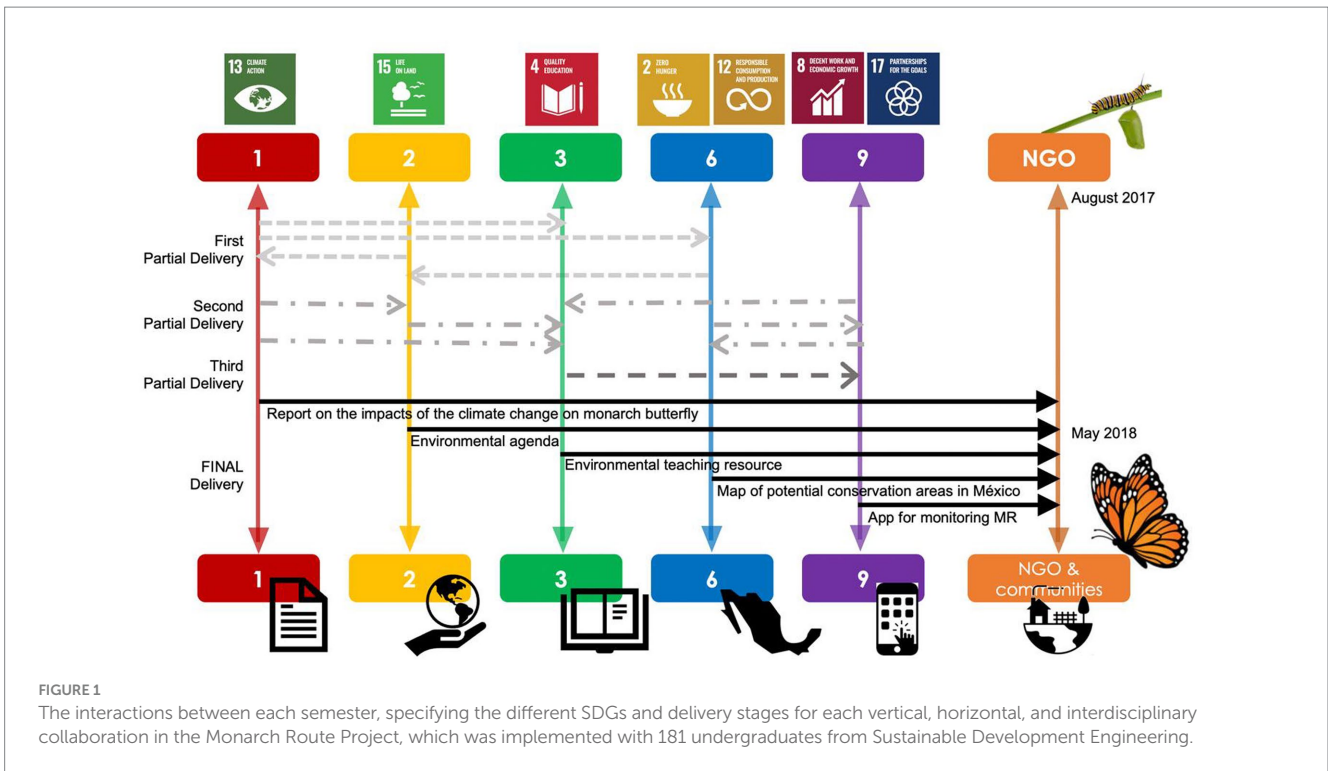 13 CLIMATE
ACTION
15 LIFE
ON LAND
4 QUALITY
EDUCATION
2 ZERO
HUNGER
12 RESPONSIBLE
CONSUMPTION
AND PRODUCTION
8 DECENT WORK AND
ECONOMIC GROWTH
17 PARTNERSHIPS
FOR THE GOALS
1
2
3
6
9
NGO
August 2017
First
Partial Delivery
Second
Partial Delivery
Third
Partial Delivery
Report on the impacts of the climate change on monarch butterfly
May 2018
Environmental agenda
FINAL
Delivery
Environmental teaching resource
Map of potential conservation areas in México
App for monitoring MR
1
2
3
6
9
NGO &
communities
FIGURE 1
The interactions between each semester, specifying the different SDGs and delivery stages for each vertical, horizontal, and interdisciplinary
collaboration in the Monarch Route Project, which was implemented with 181 undergraduates from Sustainable Development Engineering.